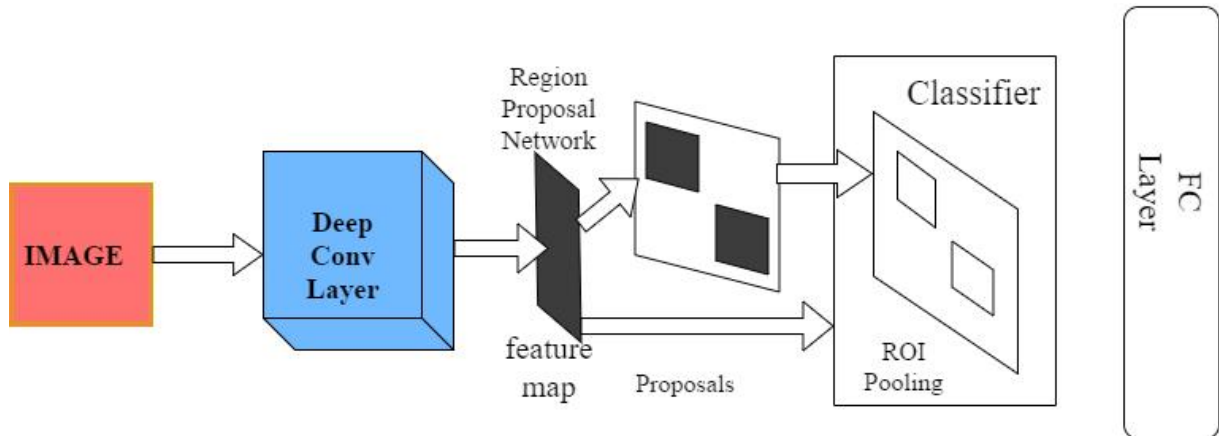 IMAGE
Deep
Conv
Layer
Region
Proposal
Network
feature
map
Proposals
Classifier
ROI
Pooling
FC
Layer